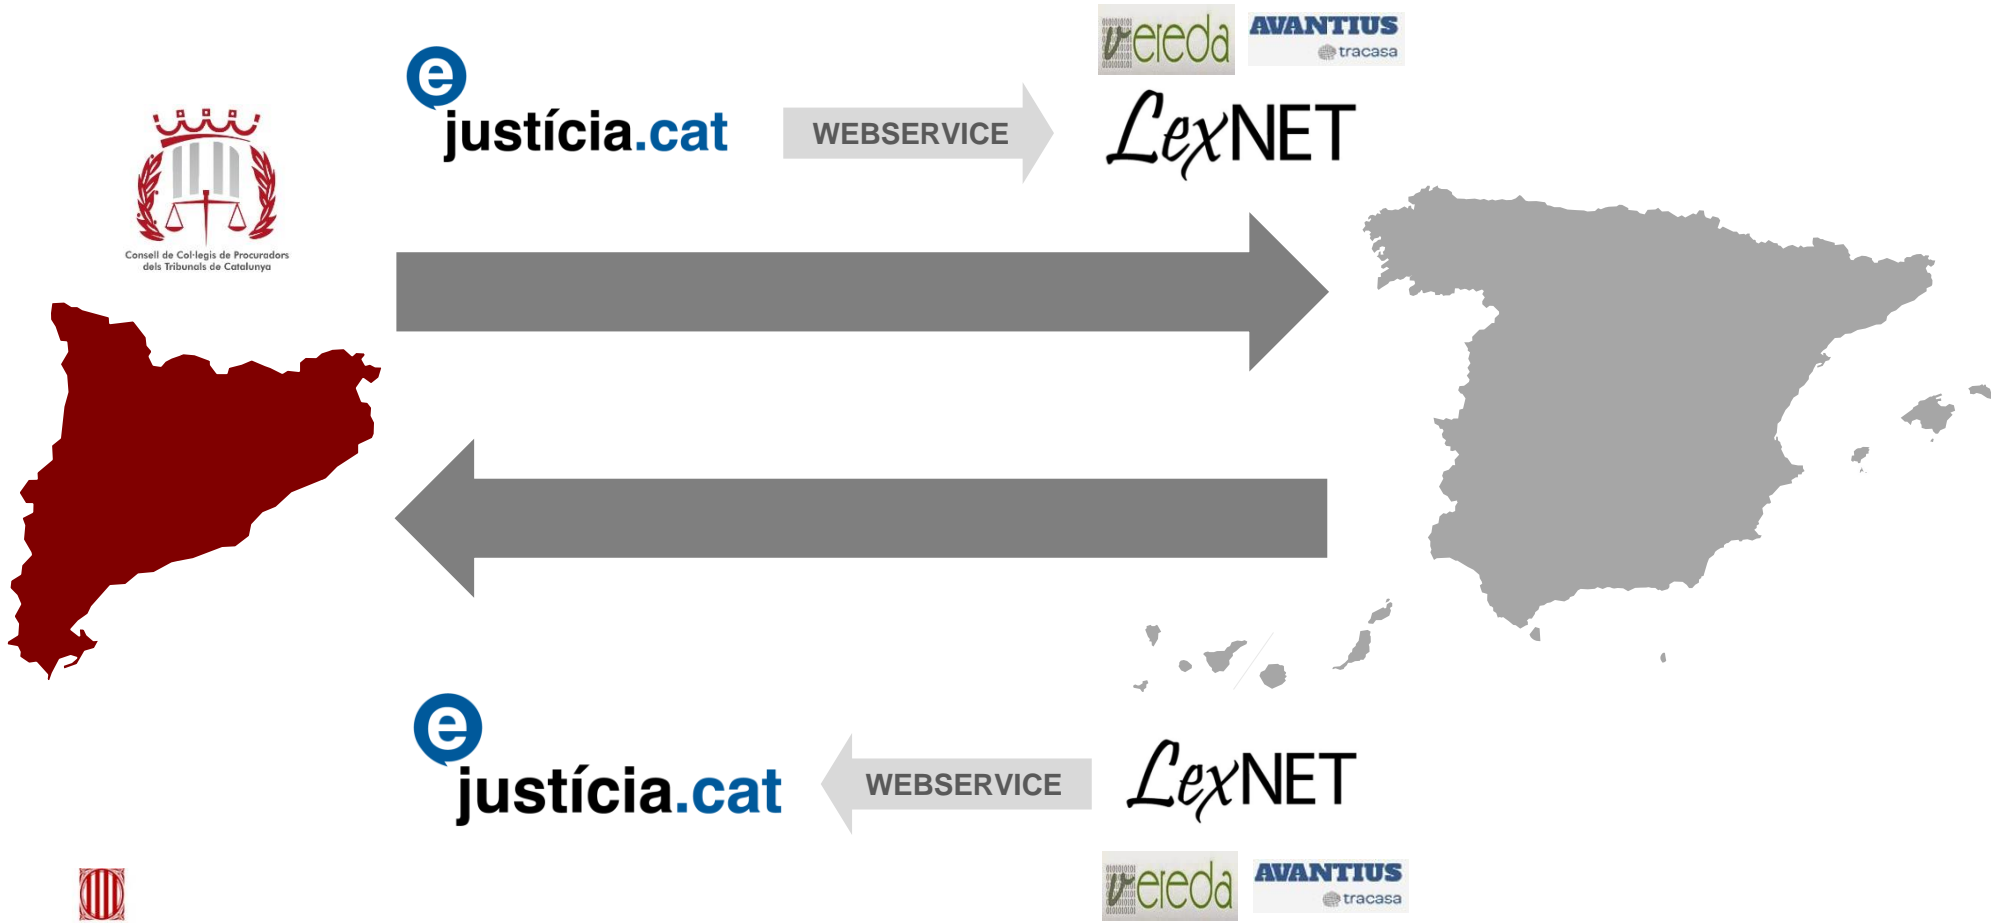 vereda
AVANTIUS
tracasa
e
justícia.cat
WEBSERVICE
LexNET
Consell de Col·legis de Procuradors
dels Tribunals de Catalunya
e
justícia.cat
WEBSERVICE
LexNET
vereda
AVANTIUS
tracasa